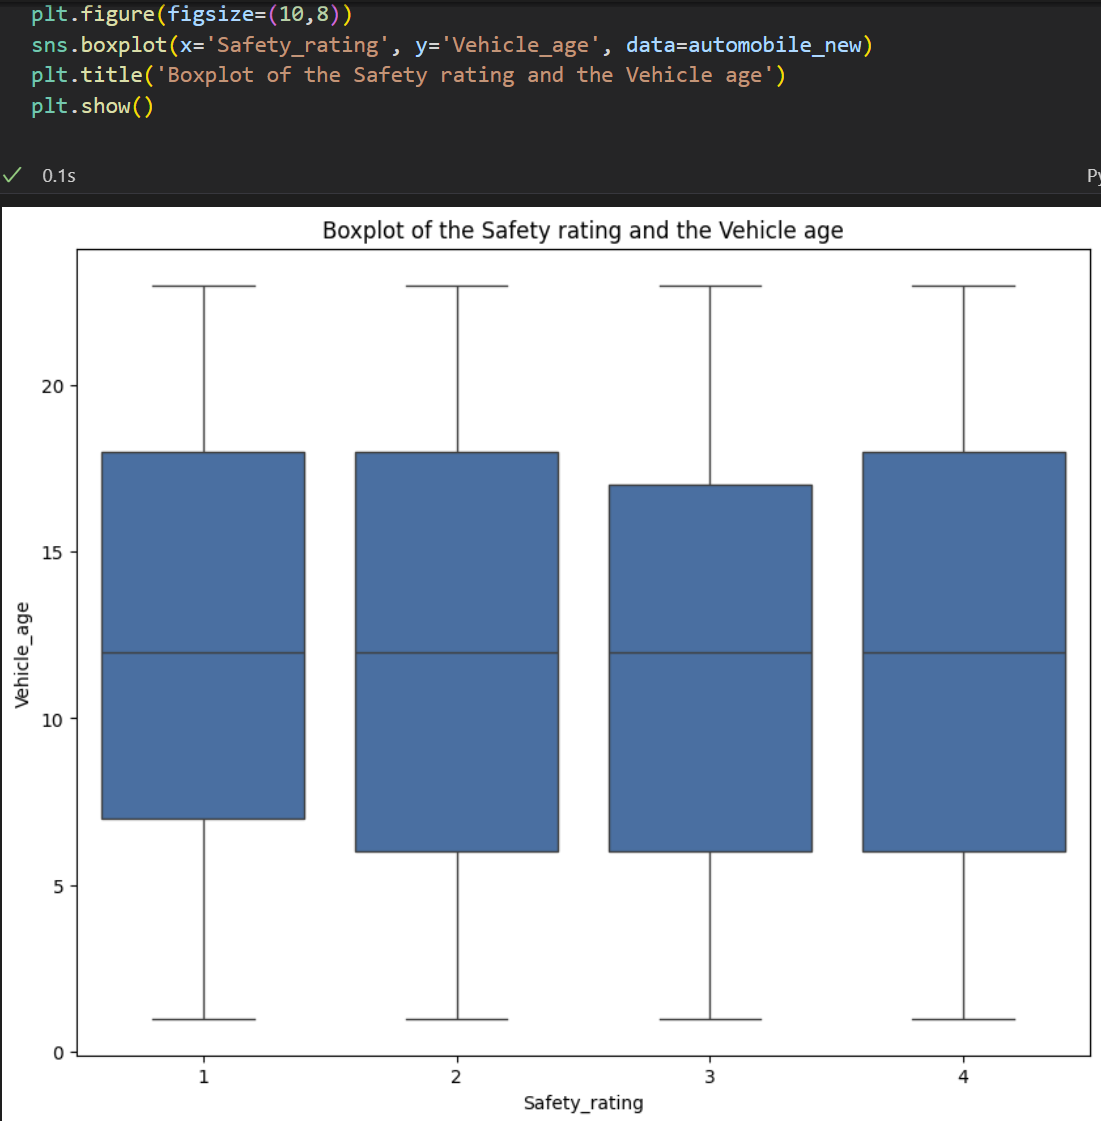 plt.figure(figsize=(10,8))
sns.boxplot(x='Safety_rating', y='Vehicle_age', data=automobile_new)
plt.title('Boxplot of the Safety rating and the Vehicle age')
plt.show()
0.1s
Boxplot of the Safety rating and the Vehicle age
20
15
10
5
0
Vehicle_age
1 2 3 4
Safety_rating